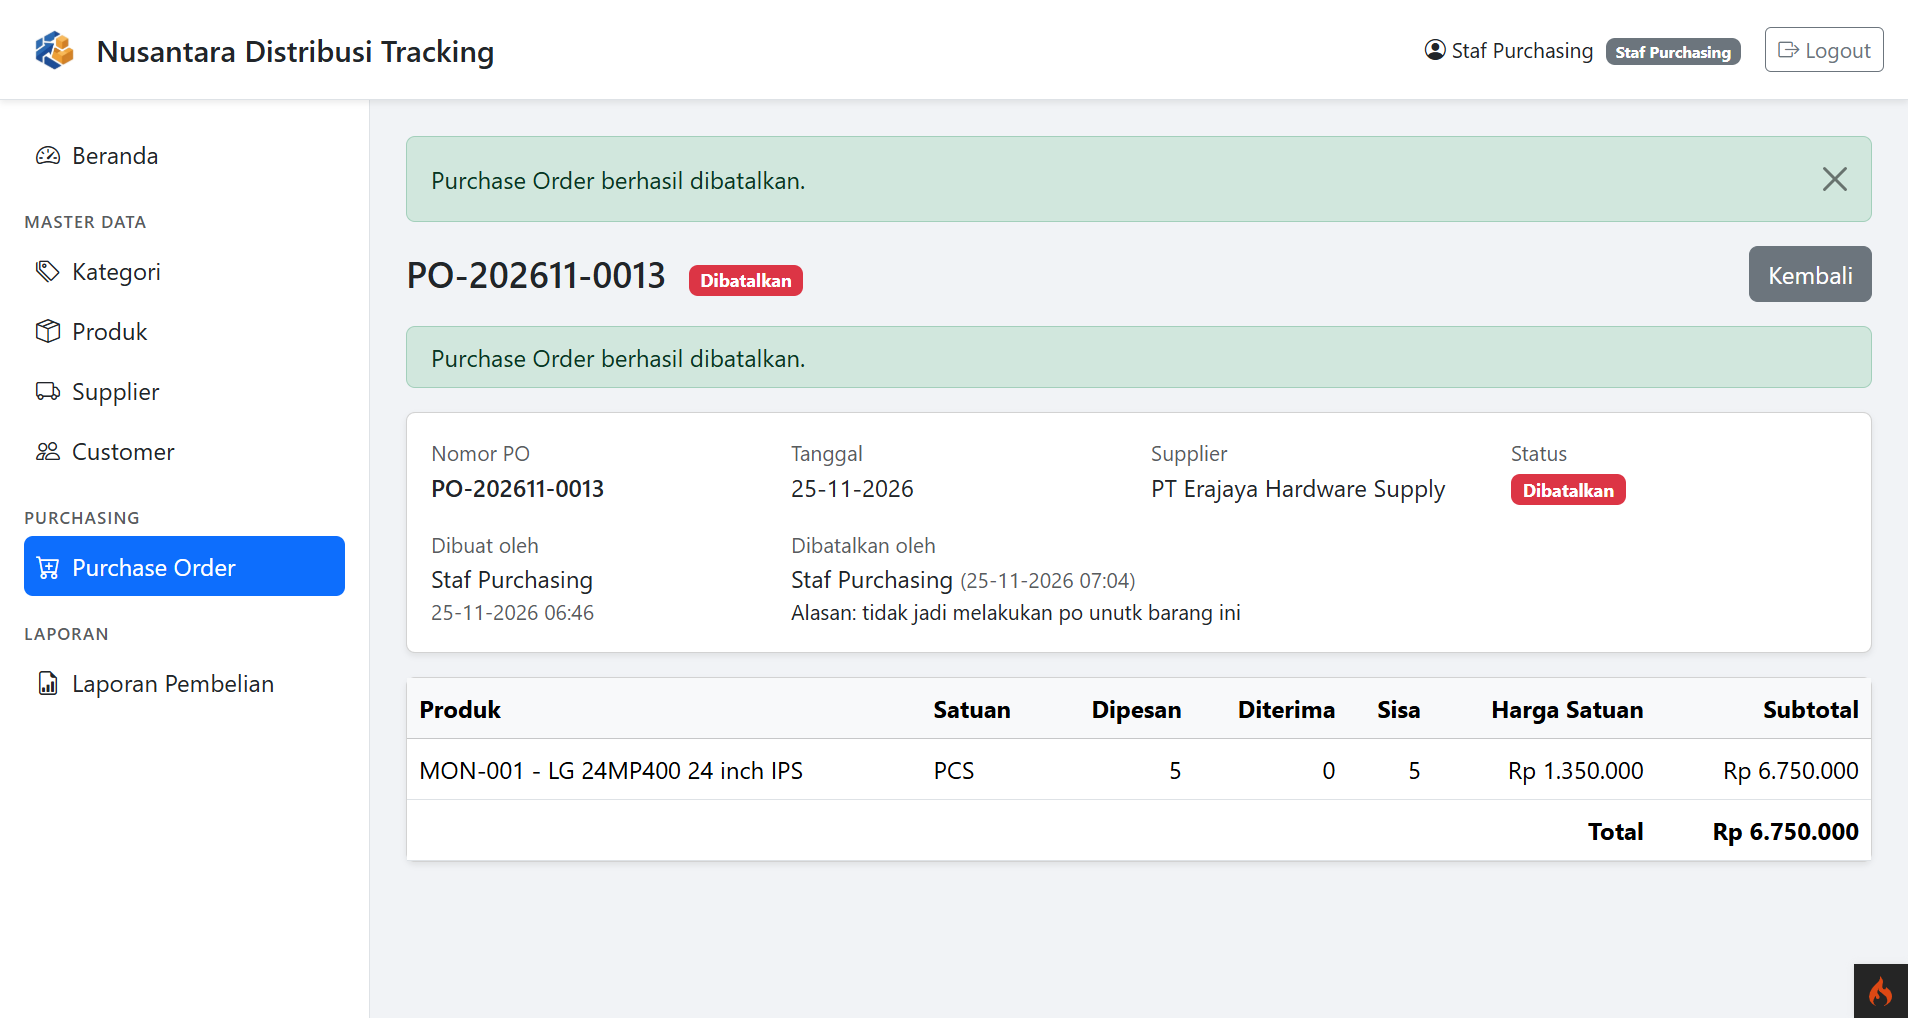 Nusantara Distribusi Tracking
Staf Purchasing Staf Purchasing Logout
Beranda
MASTER DATA
Kategori
Produk
Supplier
Customer
PURCHASING
Purchase Order
LAPORAN
Laporan Pembelian
Purchase Order berhasil dibatalkan.
PO-202611-0013 Dibatalkan Kembali
Purchase Order berhasil dibatalkan.
Nomor PO Tanggal Supplier Status
PO-202611-0013 25-11-2026 PT Erajaya Hardware Supply Dibatalkan
Dibuat oleh Dibatalkan oleh
Staf Purchasing Staf Purchasing (25-11-2026 07:04)
25-11-2026 06:46 Alasan: tidak jadi melakukan po unutk barang ini
Produk Satuan Dipesan Diterima Sisa Harga Satuan Subtotal
MON-001 - LG 24MP400 24 inch IPS PCS 5 0 5 Rp 1.350.000 Rp 6.750.000
Total Rp 6.750.000